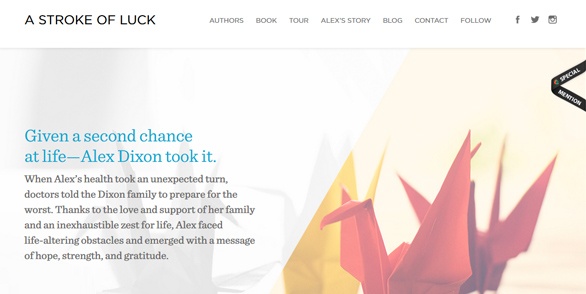 A STROKE OF LUCK
AUTHORS BOOK TOUR ALEX'S STORY BLOG CONTACT FOLLOW
SPECIAL
MENTION
Given a second chance
at life—Alex Dixon took it.
When Alex's health took an unexpected turn,
doctors told the Dixon family to prepare for the
worst. Thanks to the love and support of her family
and an inexhaustible zest for life, Alex faced
life-altering obstacles and emerged with a message
of hope, strength, and gratitude.